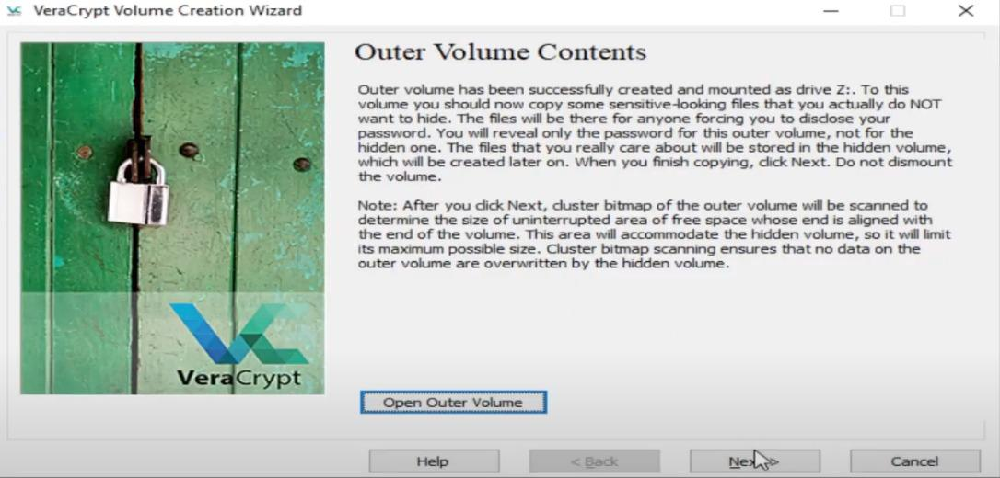 VeraCrypt Volume Creation Wizard
Outer Volume Contents
Outer volume has been successfully created and mounted as drive Z:. To this
volume you should now copy some sensitive-looking files that you actually do NOT
want to hide. The files will be there for anyone forcing you to disclose your
password. You will reveal only the password for this outer volume, not for the
hidden one. The files that you really care about will be stored in the hidden volume,
which will be created later on. When you finish copying, click Next. Do not dismount
the volume.
Note: After you click Next, cluster bitmap of the outer volume will be scanned to
determine the size of uninterrupted area of free space whose end is aligned with
the end of the volume. This area will accommodate the hidden volume, so it will limit
its maximum possible size. Cluster bitmap scanning ensures that no data on the
outer volume are overwritten by the hidden volume.
VeraCrypt
Open Outer Volume
Help
< Back
Next >
Cancel